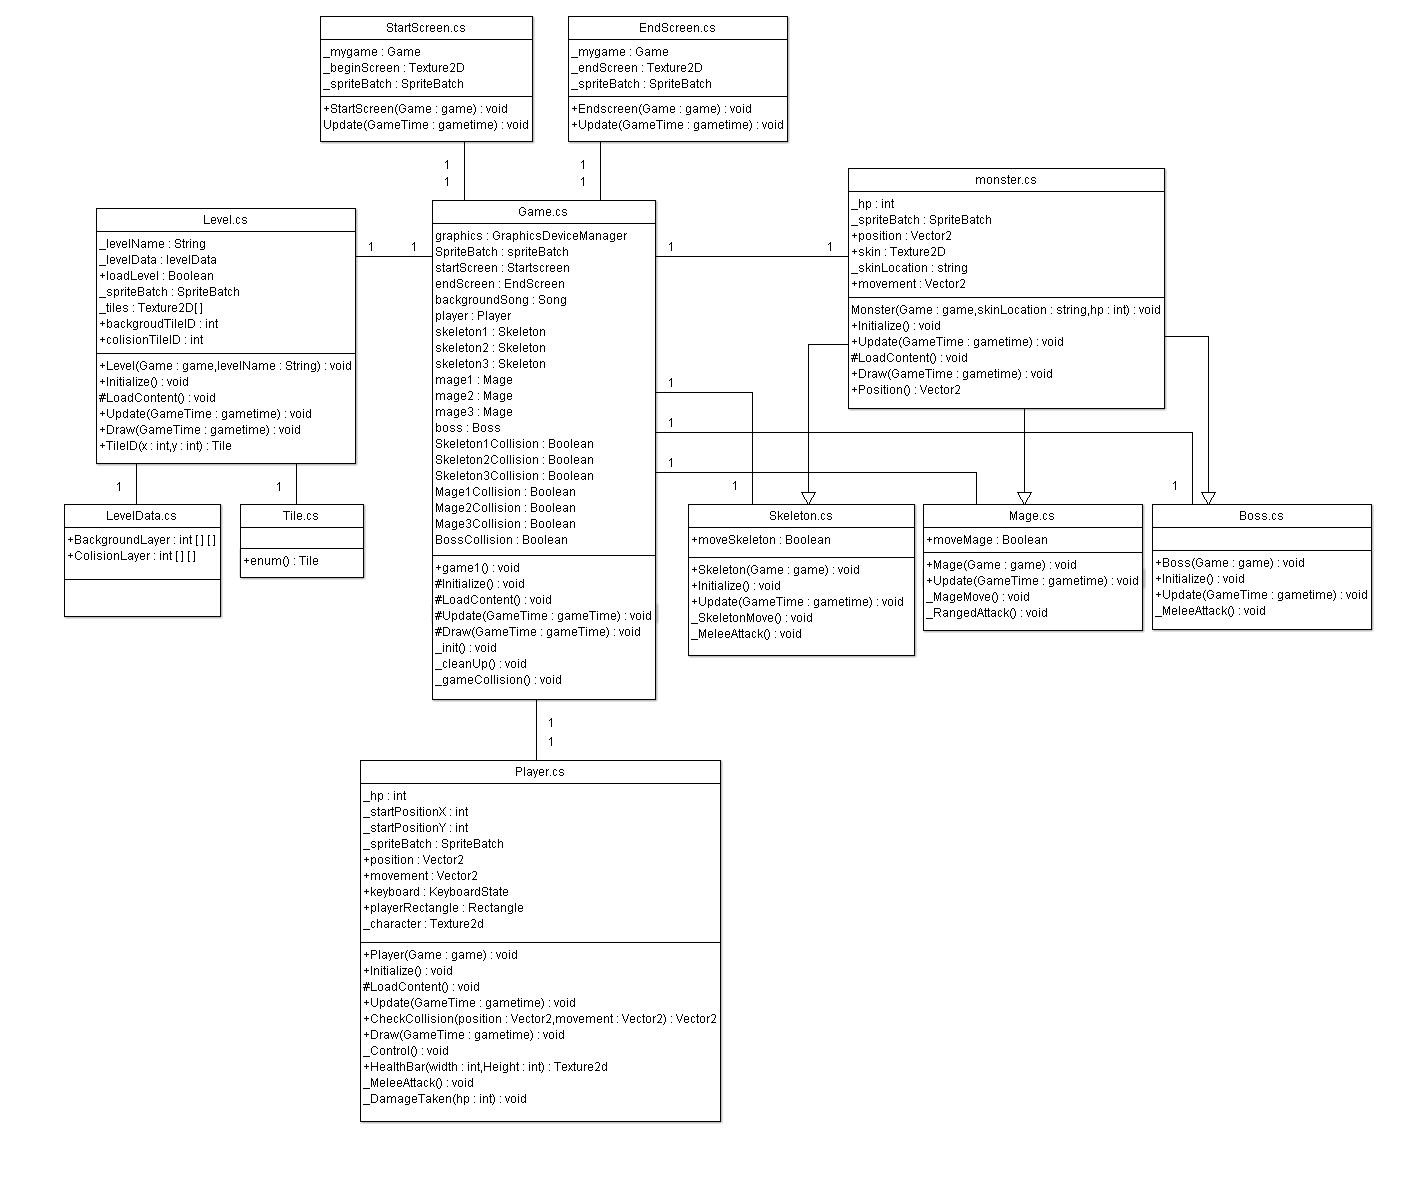 StartScreen.cs
_mygame : Game
_beginScreen : Texture2D
_spriteBatch : SpriteBatch
+StartScreen(Game : game) : void
Update(GameTime : gametime) : void
EndScreen.cs
_mygame : Game
_endScreen : Texture2D
_spriteBatch : SpriteBatch
+Endscreen(Game : game) : void
+Update(GameTime : gametime) : void
1
1
1
1
Level.cs
_levelName : String
_levelData : levelData
+loadLevel : Boolean
_spriteBatch : SpriteBatch
_tiles : Texture2D[ ]
+backgroudTileID : int
+colisionTileID : int
+Level(Game : game,levelName : String) : void
+Initialize() : void
#LoadContent() : void
+Update(GameTime : gametime) : void
+Draw(GameTime : gametime) : void
+TileID(x : int,y : int) : Tile
1
1
Game.cs
graphics : GraphicsDeviceManager
SpriteBatch : spriteBatch
startScreen : Startscreen
endScreen : EndScreen
backgroundSong : Song
player : Player
skeleton1 : Skeleton
skeleton2 : Skeleton
skeleton3 : Skeleton
mage1 : Mage
mage2 : Mage
mage3 : Mage
boss : Boss
Skeleton1Collision : Boolean
Skeleton2Collision : Boolean
Skeleton3Collision : Boolean
Mage1Collision : Boolean
Mage2Collision : Boolean
Mage3Collision : Boolean
BossCollision : Boolean
+game1() : void
#Initialize() : void
#LoadContent() : void
#Update(GameTime : gameTime) : void
#Draw(GameTime : gameTime) : void
_init() : void
_cleanUp() : void
_gameCollision() : void
1
1
monster.cs
_hp : int
_spriteBatch : SpriteBatch
+position : Vector2
+skin : Texture2D
_skinLocation : string
+movement : Vector2
Monster(Game : game,skinLocation : string,hp : int) : void
+Initialize() : void
+Update(GameTime : gametime) : void
#LoadContent() : void
+Draw(GameTime : gametime) : void
+Position() : Vector2
1
1
1
1
1
1
1
LevelData.cs
+BackgroundLayer : int [ ] [ ]
+ColisionLayer : int [ ] [ ]
Tile.cs
+enum() : Tile
Skeleton.cs
+moveSkeleton : Boolean
+Skeleton(Game : game) : void
+Initialize() : void
+Update(GameTime : gametime) : void
_SkeletonMove() : void
_MeleeAttack() : void
Mage.cs
+moveMage : Boolean
+Mage(Game : game) : void
+Update(GameTime : gametime) : void
_MageMove() : void
_RangedAttack() : void
Boss.cs
+Boss(Game : game) : void
+Initialize() : void
+Update(GameTime : gametime) : void
_MeleeAttack() : void
1
1
Player.cs
_hp : int
_startPositionX : int
_startPositionY : int
_spriteBatch : SpriteBatch
+position : Vector2
+movement : Vector2
+keyboard : KeyboardState
+playerRectangle : Rectangle
_character : Texture2d
+Player(Game : game) : void
+Initialize() : void
#LoadContent() : void
+Update(GameTime : gametime) : void
+CheckCollision(position : Vector2,movement : Vector2) : Vector2
+Draw(GameTime : gametime) : void
_Control() : void
+HealthBar(width : int,Height : int) : Texture2d
_MeleeAttack() : void
_DamageTaken(hp : int) : void